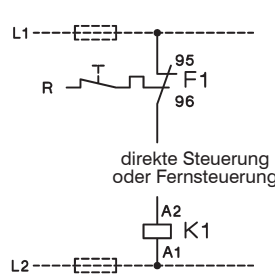 L1
95
F1
R
96
direkte Steuerung
oder Fernsteuerung
A2
K1
A1
L2